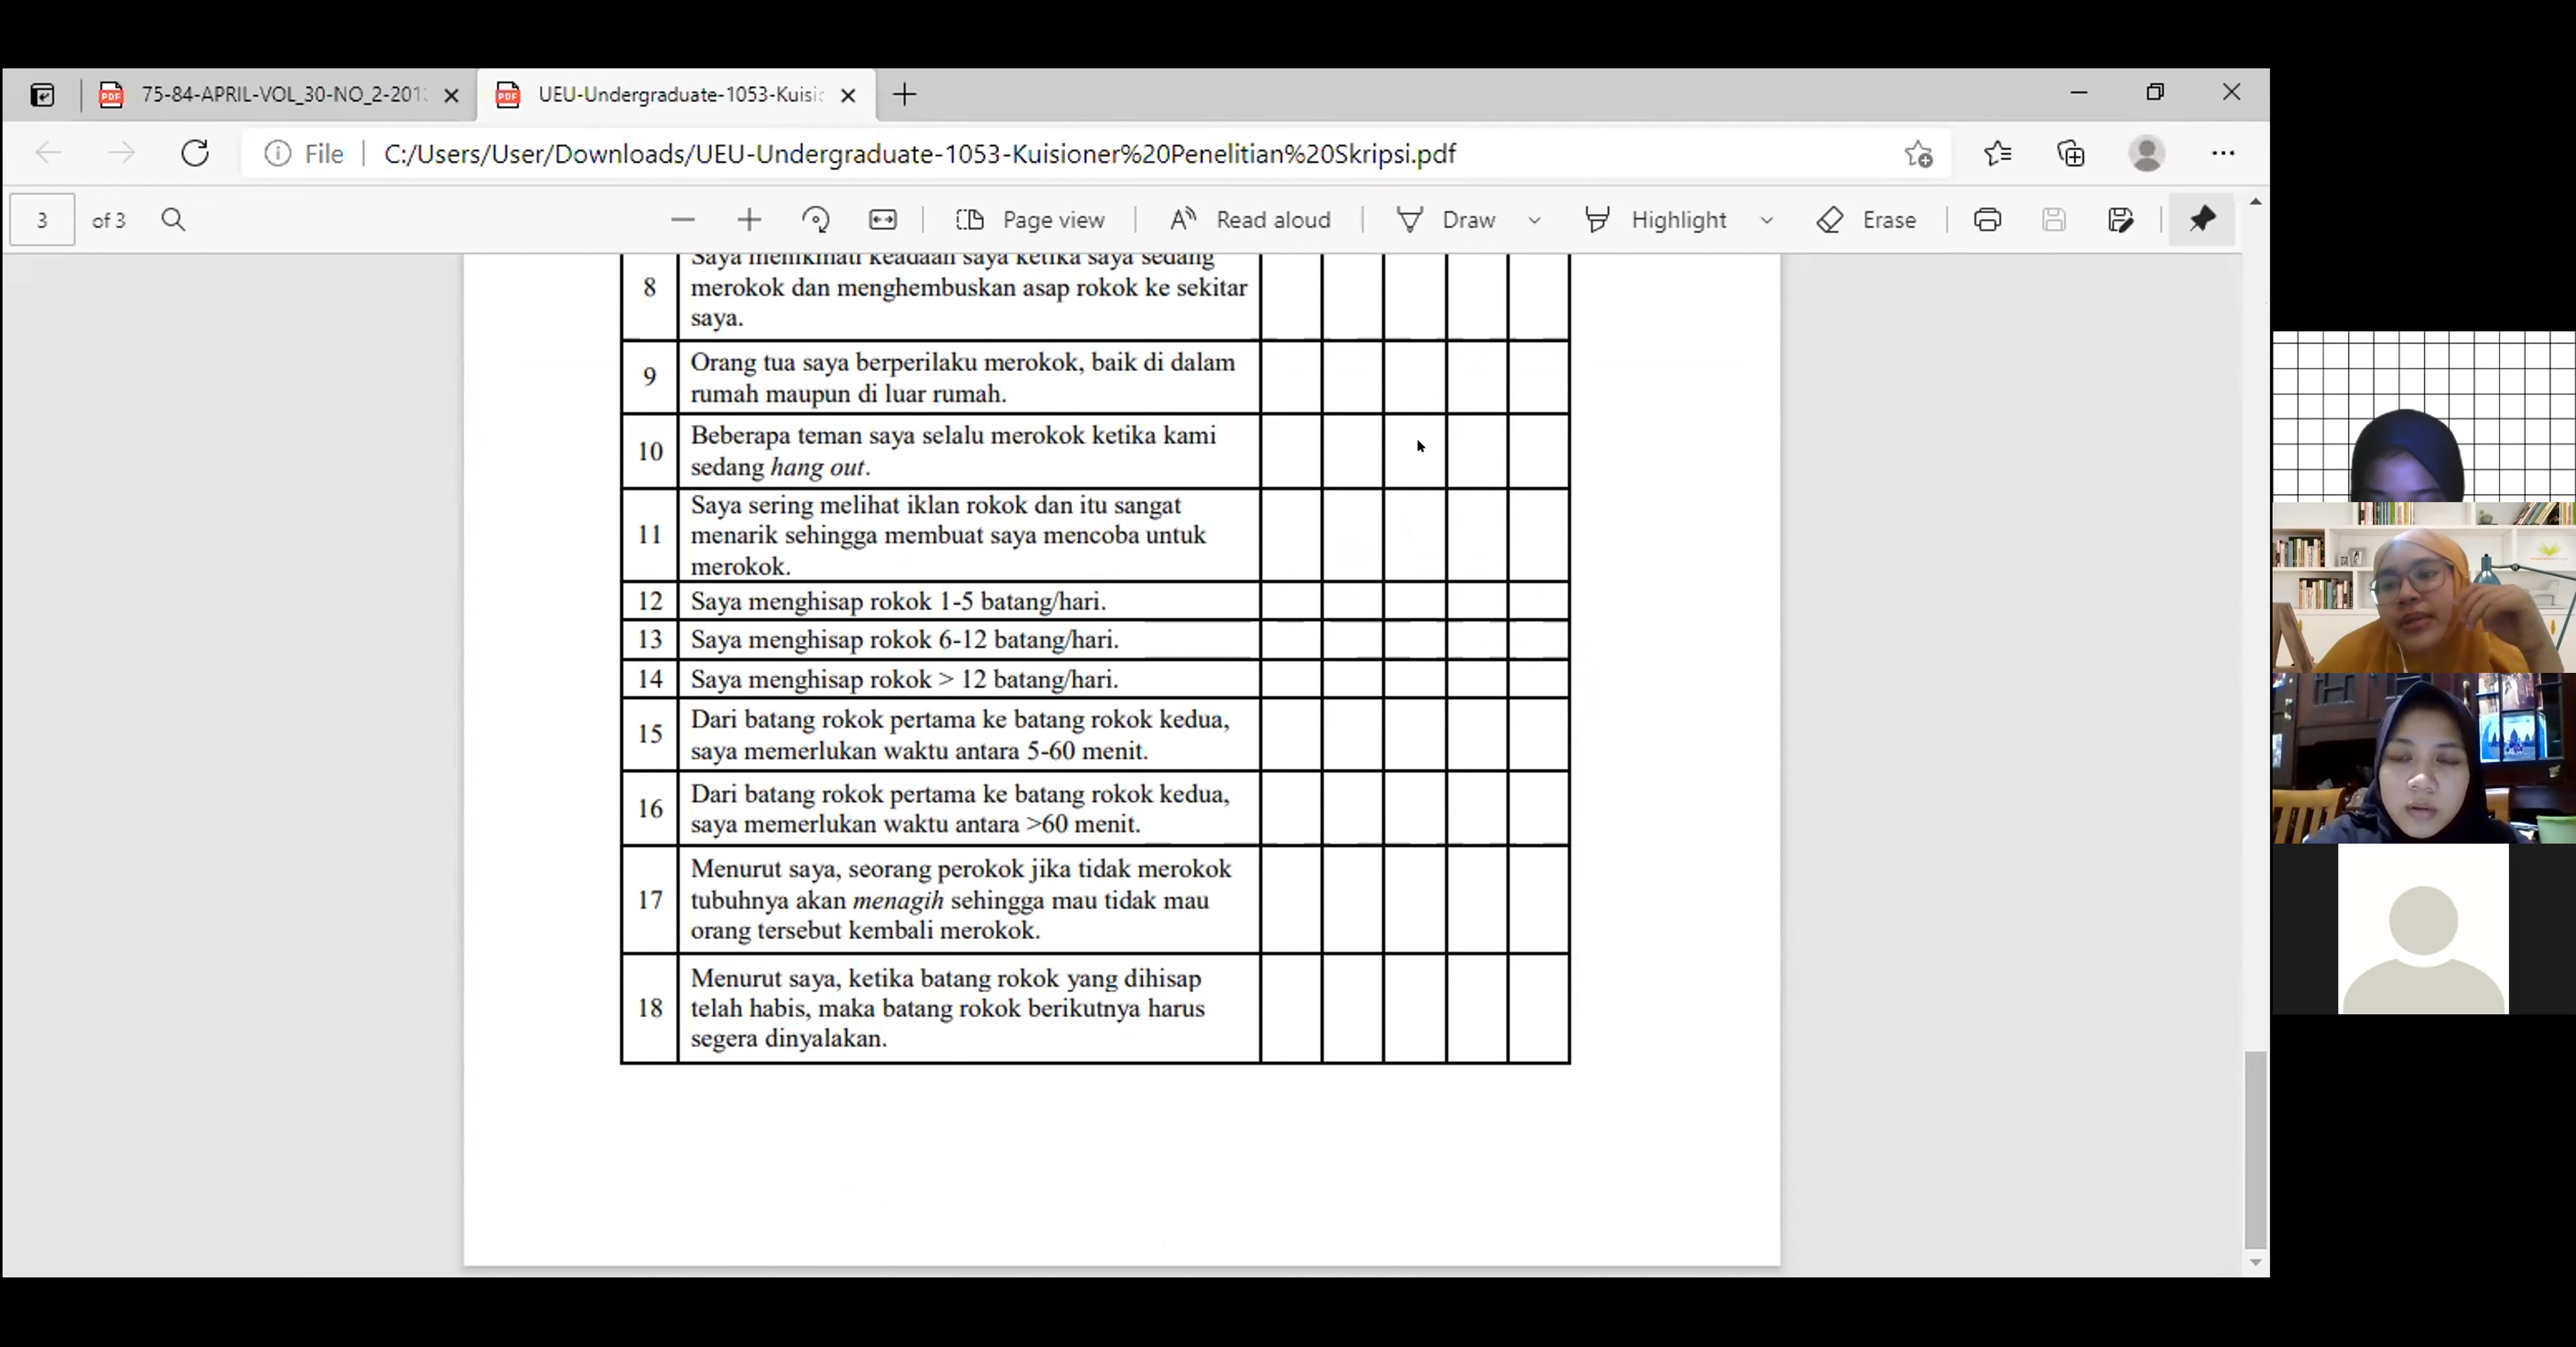 75-84-APRIL-VOL_30-NO_2-201
UEU-Undergraduate-1053-Kuisi
File
C:/Users/User/Downloads/UEU-Undergraduate-1053-Kuisioner%20Penelitian%20Skripsi.pdf
3 of 3
Page view
Read aloud
Draw
Highlight
Erase
Saya menikmati keadaan saya ketika saya sedang
8 merokok dan menghembuskan asap rokok ke sekitar
saya.
9 Orang tua saya berperilaku merokok, baik di dalam
rumah maupun di luar rumah.
10 Beberapa teman saya selalu merokok ketika kami
sedang hang out.
Saya sering melihat iklan rokok dan itu sangat
11 menarik sehingga membuat saya mencoba untuk
merokok.
12 Saya menghisap rokok 1-5 batang/hari.
13 Saya menghisap rokok 6-12 batang/hari.
14 Saya menghisap rokok > 12 batang/hari.
15 Dari batang rokok pertama ke batang rokok kedua,
saya memerlukan waktu antara 5-60 menit.
16 Dari batang rokok pertama ke batang rokok kedua,
saya memerlukan waktu antara >60 menit.
Menurut saya, seorang perokok jika tidak merokok
17 tubuhnya akan menagih sehingga mau tidak mau
orang tersebut kembali merokok.
Menurut saya, ketika batang rokok yang dihisap
18 telah habis, maka batang rokok berikutnya harus
segera dinyalakan.